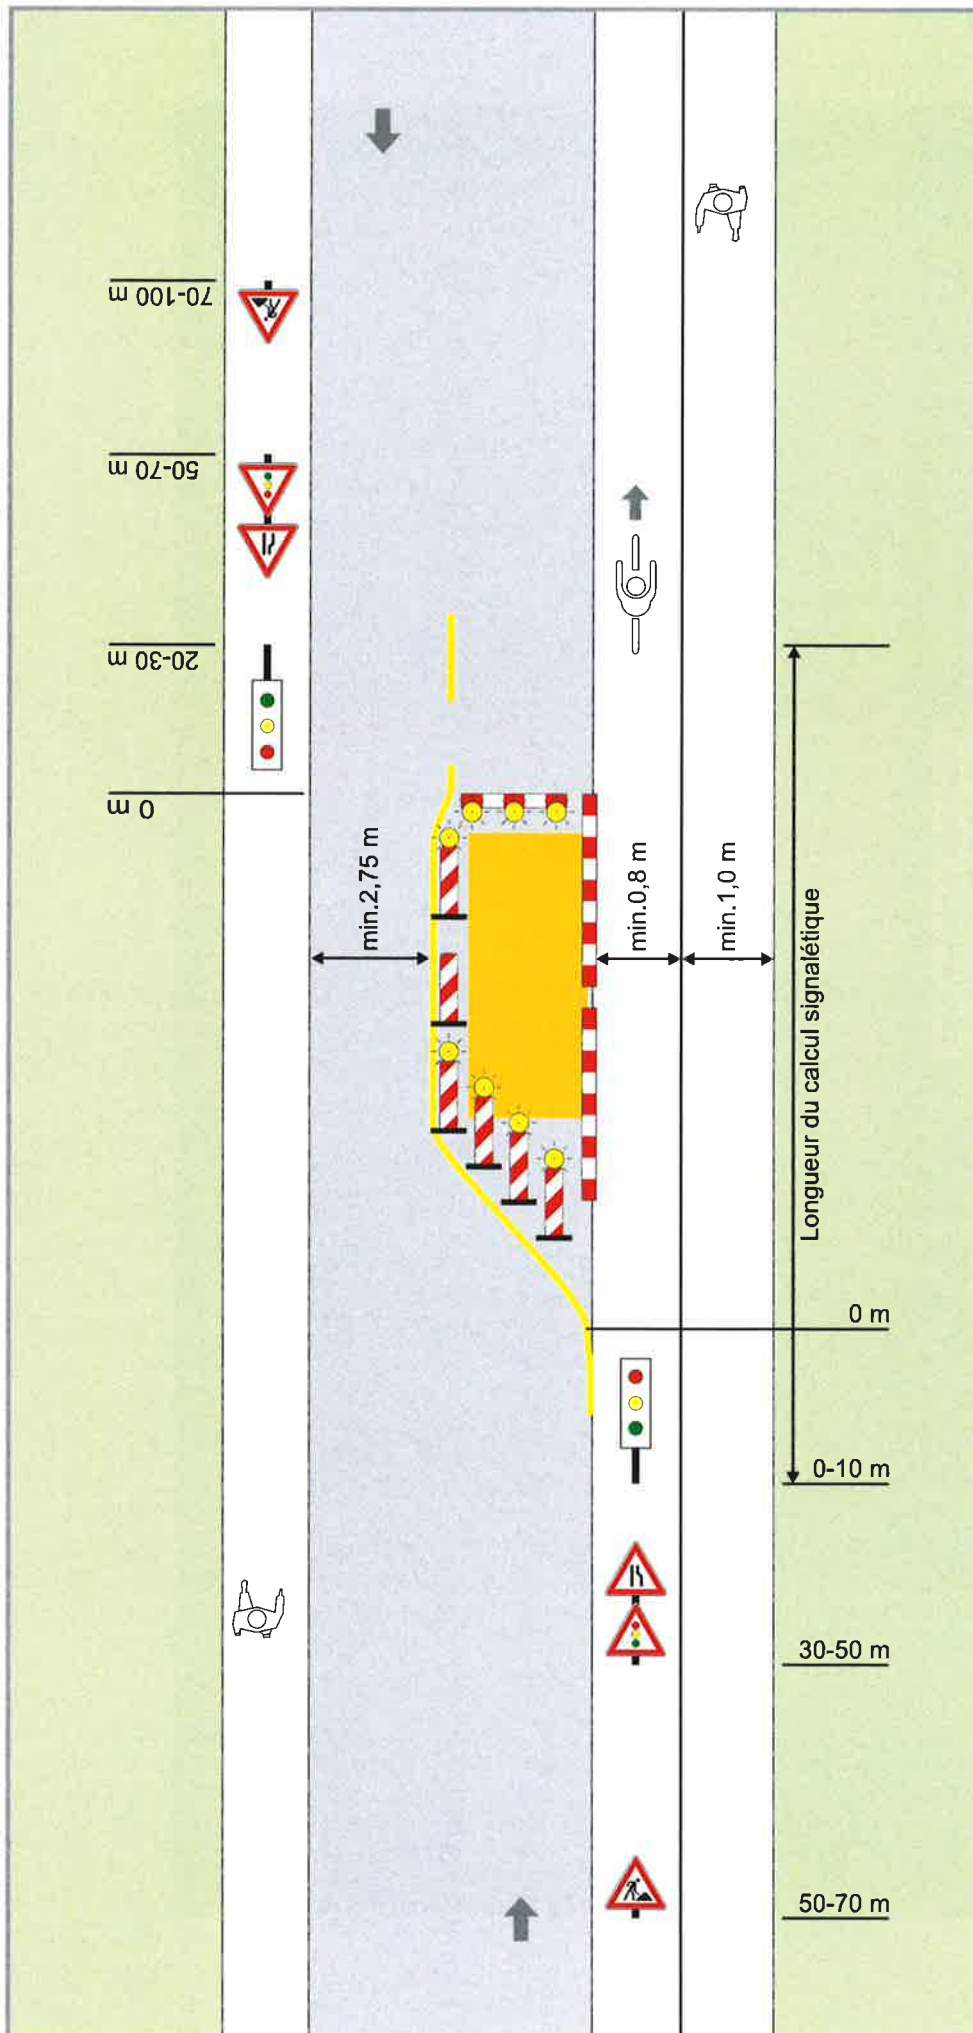 70-100 m
50-70 m
20-30 m
0 m
min.2,75 m
min.0,8 m
min.1,0 m
Longueur du calcul signalétique
0 m
0-10 m
30-50 m
50-70 m